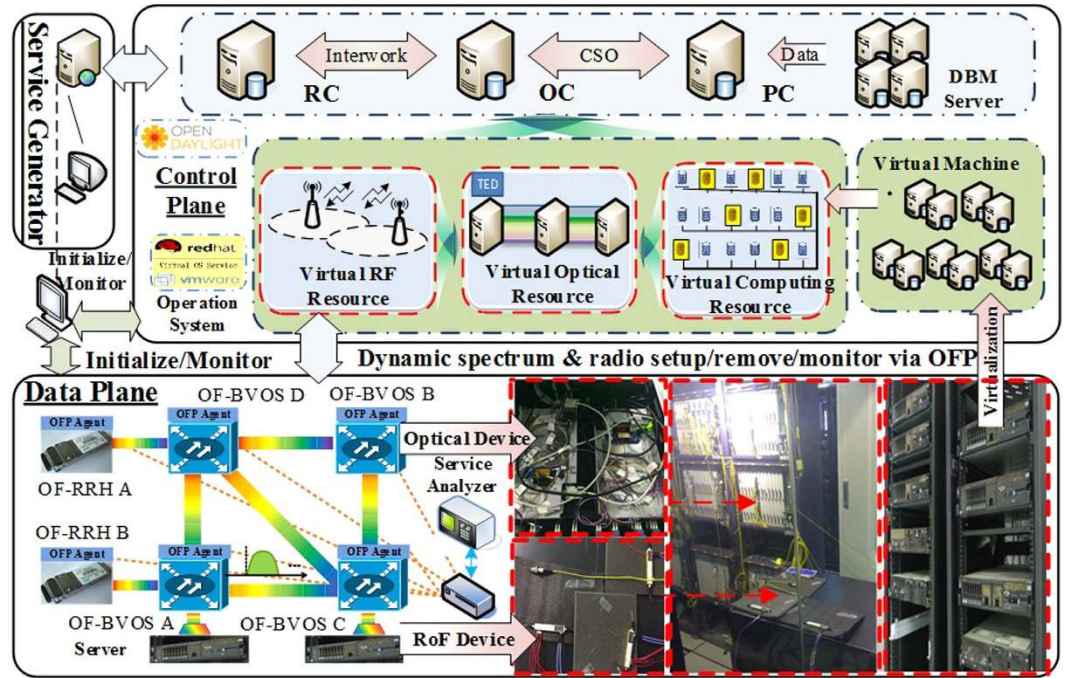 Service Generator
Interwork
CSO
Data
RC
OC
PC
DBM
Server
OPEN
DAYLIGHT
Control
Plane
redhat
Virtual OS Service
vmware
Operation
System
Virtual RF
Resource
TED
Virtual Optical
Resource
Virtual Computing
Resource
Virtual Machine
Initialize/
Monitor
Initialize/Monitor
Dynamic spectrum & radio setup/remove/monitor via OFP
Virtualization
Data Plane
OF-BVOS D
OF-BVOS B
OFP Agent
OFP Agent
OFP Agent
OF-RRH A
Optical Device
Service
Analyzer
OF-RRH B
OFP Agent
OFP Agent
OFP Agent
OF-BVOS A
OF-BVOS C
Server
RoF Device